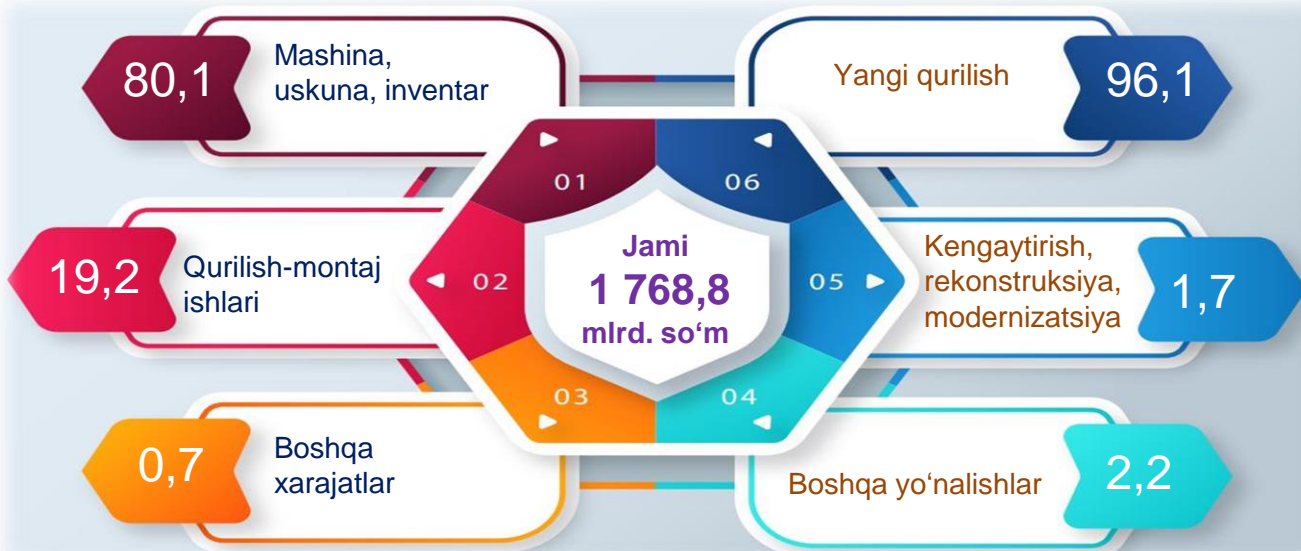 80,1
Mashina,
uskuna, inventar
Yangi qurilish
96,1
01
06
19,2
Qurilish-montaj
ishlari
02
Jami
1 768,8
mlrd. so‘m
05
Kengaytirish,
rekonstruksiya,
modernizatsiya
1,7
03
04
0,7
Boshqa
xarajatlar
Boshqa yo‘nalishlar
2,2